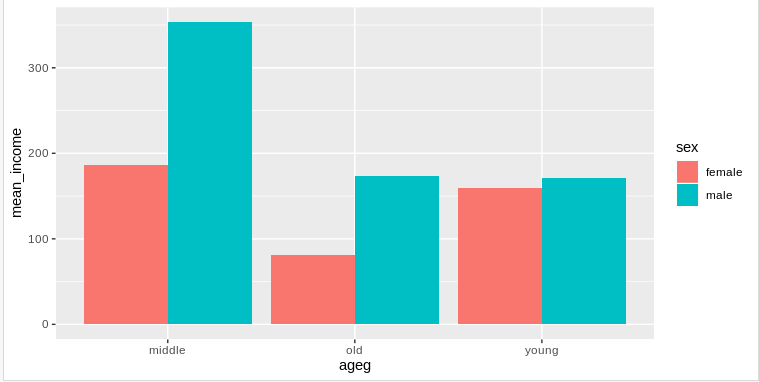 mean_income
300
200
100
0
middle
old
young
ageg
sex
female
male